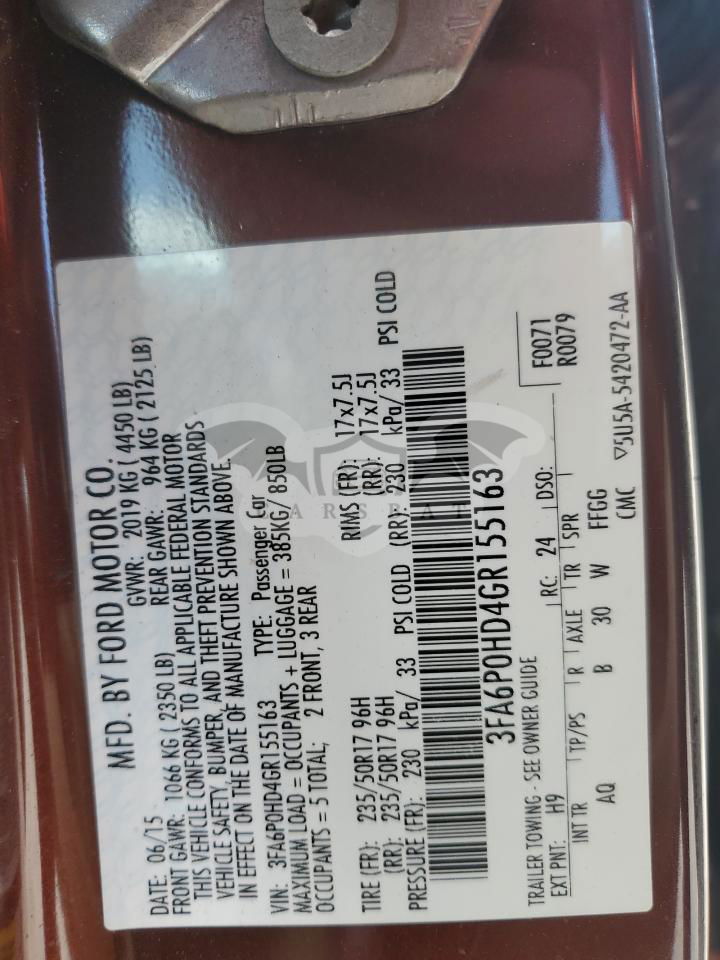 MFD. BY FORD MOTOR CO.
DATE: 06/15 GVWR: 2019 KG ( 4450 LB)
FRONT GAWR: 1066 KG ( 2350 LB) REAR GAWR: 964 KG ( 2125 LB)
THIS VEHICLE CONFORMS TO ALL APPLICABLE FEDERAL MOTOR
VEHICLE SAFETY, BUMPER, AND THEFT PREVENTION STANDARDS
IN EFFECT ON THE DATE OF MANUFACTURE SHOWN ABOVE.
VIN: 3FA6P0HD4GR155163 TYPE: Passenger Car
MAXIMUM LOAD = OCCUPANTS + LUGGAGE = 385KG/ 850LB
OCCUPANTS = 5 TOTAL; 2 FRONT, 3 REAR
TIRE (FR): 235/50R17 96H RIMS (FR): 17x7.5J
(RR): 235/50R17 96H (RR): 17x7.5J
PRESSURE (FR): 230 kPa/ 33 PSI COLD (RR): 230 kPa/ 33 PSI COLD
3FA6P0HD4GR155163
TRAILER TOWING - SEE OWNER GUIDE
F0071
R0079
EXT PNT: H9 RC: 24 DSO:
INT TR TP/PS R AXLE TR SPR
AQ B 30 W FFGG
CMC ▽5U5A-5420472-AA
CARSPAT